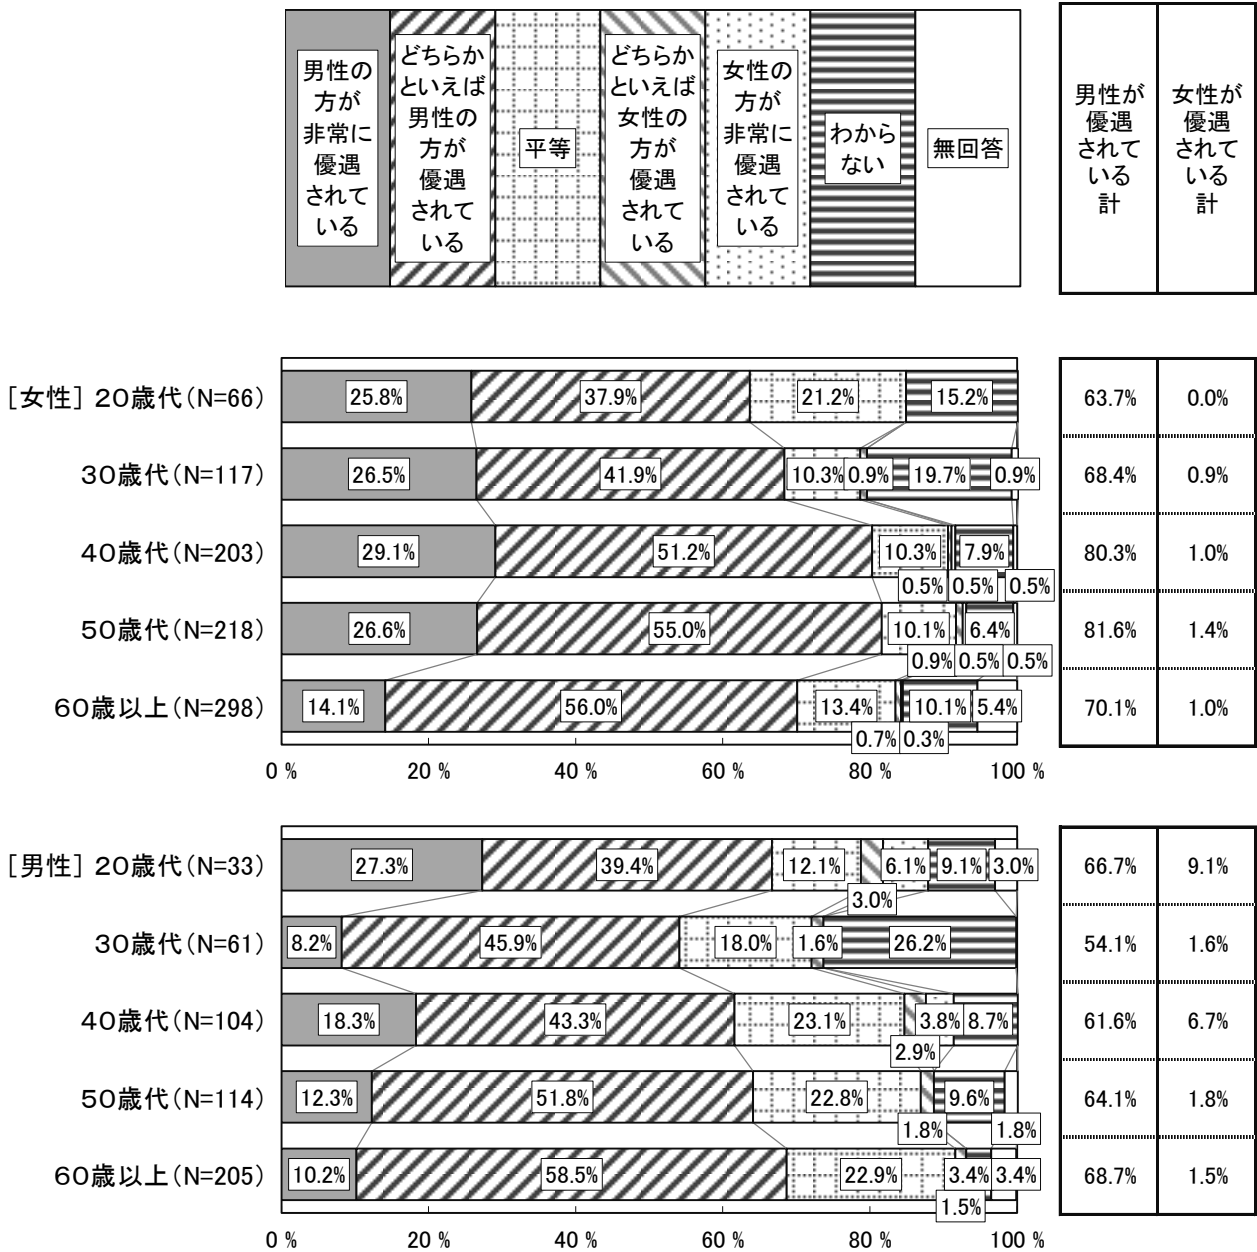 男性の
方が
非常に
優遇
されて
いる
どちらか
といえば
男性の
方が
優遇
されて
いる
平等
どちらか
といえば
女性の
方が
優遇
されて
いる
女性の
方が
非常に
優遇
されて
いる
わから
ない
無回答
男性が
優遇
されて
いる
計
女性が
優遇
されて
いる
計
[女性] 20歳代(N=66) 25.8% 37.9% 21.2% 15.2% 63.7% 0.0%
30歳代(N=117) 26.5% 41.9% 10.3% 0.9% 19.7% 0.9% 68.4% 0.9%
40歳代(N=203) 29.1% 51.2% 10.3% 7.9% 80.3% 1.0%
0.5% 0.5% 0.5%
50歳代(N=218) 26.6% 55.0% 10.1% 6.4% 81.6% 1.4%
0.9% 0.5% 0.5%
60歳以上(N=298) 14.1% 56.0% 13.4% 10.1% 5.4% 70.1% 1.0%
0.7% 0.3%
0% 20% 40% 60% 80% 100%
[男性] 20歳代(N=33) 27.3% 39.4% 12.1% 6.1% 9.1% 3.0% 66.7% 9.1%
3.0%
30歳代(N=61) 8.2% 45.9% 18.0% 1.6% 26.2% 54.1% 1.6%
40歳代(N=104) 18.3% 43.3% 23.1% 3.8% 8.7% 61.6% 6.7%
2.9%
50歳代(N=114) 12.3% 51.8% 22.8% 9.6% 64.1% 1.8%
1.8% 1.8%
60歳以上(N=205) 10.2% 58.5% 22.9% 3.4% 3.4% 68.7% 1.5%
1.5%
0% 20% 40% 60% 80% 100%